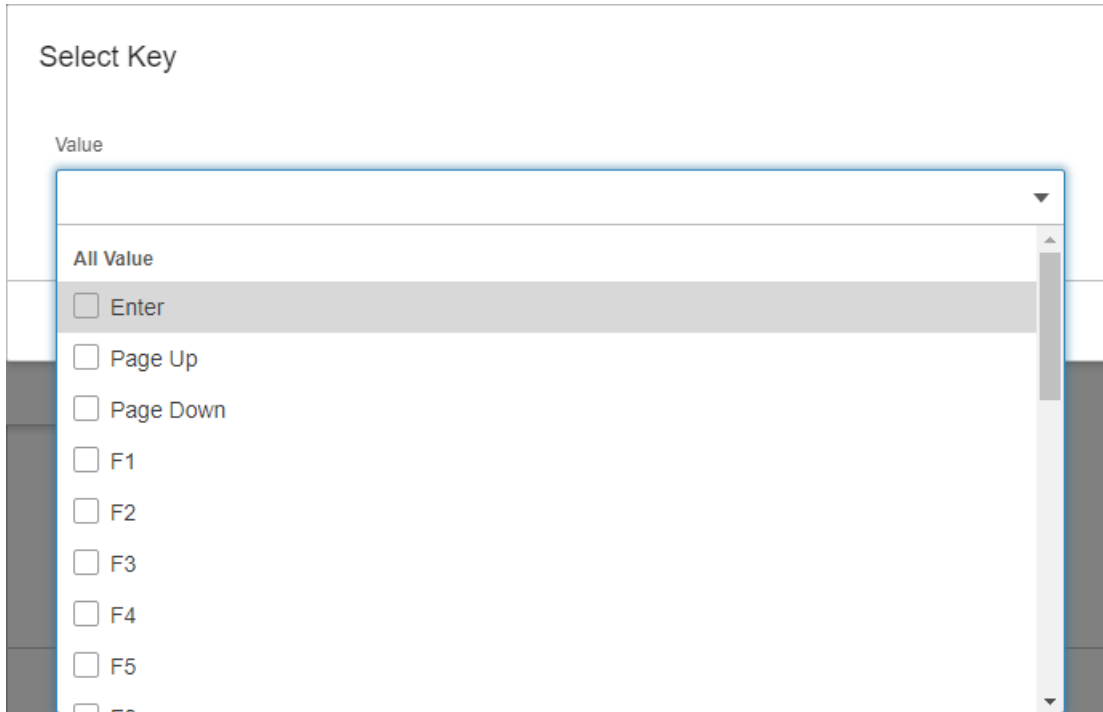 Select Key
Value
All Value
Enter
Page Up
Page Down
F1
F2
F3
F4
F5